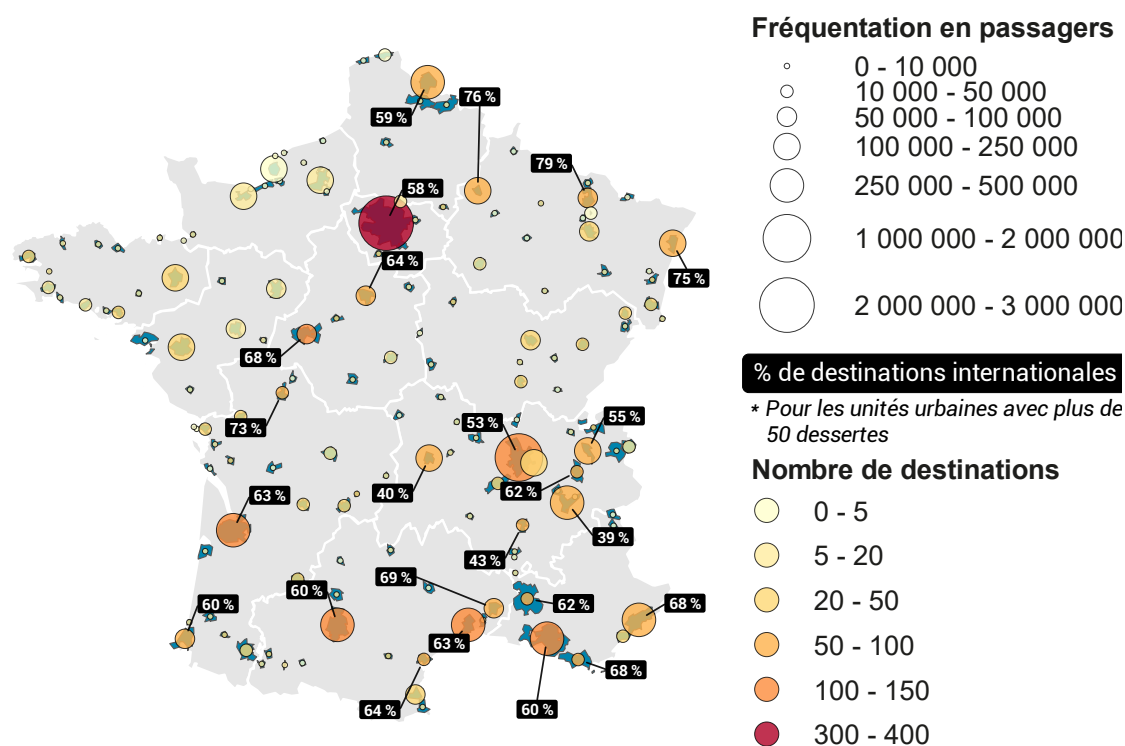 59 %
76 %
79 %
58 %
64 %
75 %
68 %
73 %
53 %
55 %
40 %
62 %
63 %
39 %
43 %
69 %
60 %
60 %
62 %
68 %
63 %
68 %
64 %
60 %
Fréquentation en passagers
0 - 10 000
10 000 - 50 000
50 000 - 100 000
100 000 - 250 000
250 000 - 500 000
1 000 000 - 2 000 000
2 000 000 - 3 000 000
% de destinations internationales
* Pour les unités urbaines avec plus de
50 dessertes
Nombre de destinations
0 - 5
5 - 20
20 - 50
50 - 100
100 - 150
300 - 400